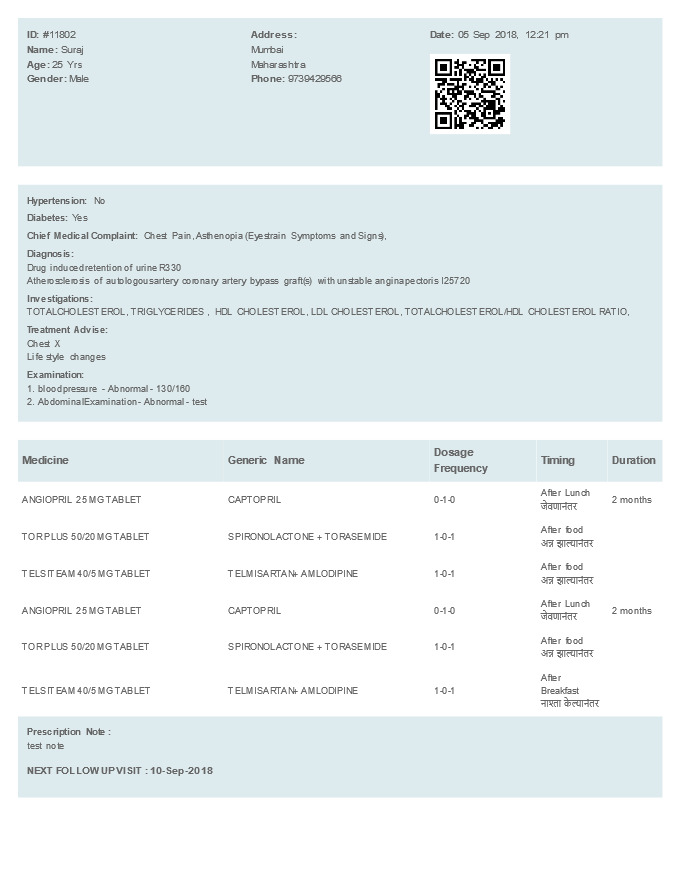 ID: #11802
Name: Suraj
Age: 25 Yrs
Gender: Male
Address:
Mumbai
Maharashtra
Phone: 9739429566
Date: 05 Sep 2018, 12:21 pm
Hypertension: No
Diabetes: Yes
Chief Medical Complaint: Chest Pain, Asthenopia (Eyestrain Symptoms and Signs),
Diagnosis:
Drug induced retention of urine R330
Atherosclerosis of autologous artery coronary artery bypass graft(s) with unstable angina pectoris I25720
Investigations:
TOTAL CHOLESTEROL, TRIGLYCERIDES , HDL CHOLESTEROL, LDL CHOLESTEROL, TOTAL CHOLESTEROL/HDL CHOLESTEROL RATIO,
Treatment Advise:
Chest X
Life style changes
Examination:
1. blood pressure - Abnormal - 130/160
2. Abdominal Examination - Abnormal - test
Medicine Generic Name Dosage Frequency Timing Duration
ANGIOPRIL 25 MG TABLET CAPTOPRIL 0-1-0 After Lunch 2 months
जेवणानंतर
TOR PLUS 50/20 MG TABLET SPIRONOLACTONE + TORASEMIDE 1-0-1 After food
अन्न झाल्यानंतर
TELSITEAM 40/5 MG TABLET TELMISARTAN+ AMLODIPINE 1-0-1 After food
अन्न झाल्यानंतर
ANGIOPRIL 25 MG TABLET CAPTOPRIL 0-1-0 After Lunch 2 months
जेवणानंतर
TOR PLUS 50/20 MG TABLET SPIRONOLACTONE + TORASEMIDE 1-0-1 After food
अन्न झाल्यानंतर
TELSITEAM 40/5 MG TABLET TELMISARTAN+ AMLODIPINE 1-0-1 After
Breakfast
नाश्ता केल्यानंतर
Prescription Note :
test note
NEXT FOLLOW UP VISIT : 10-Sep-2018